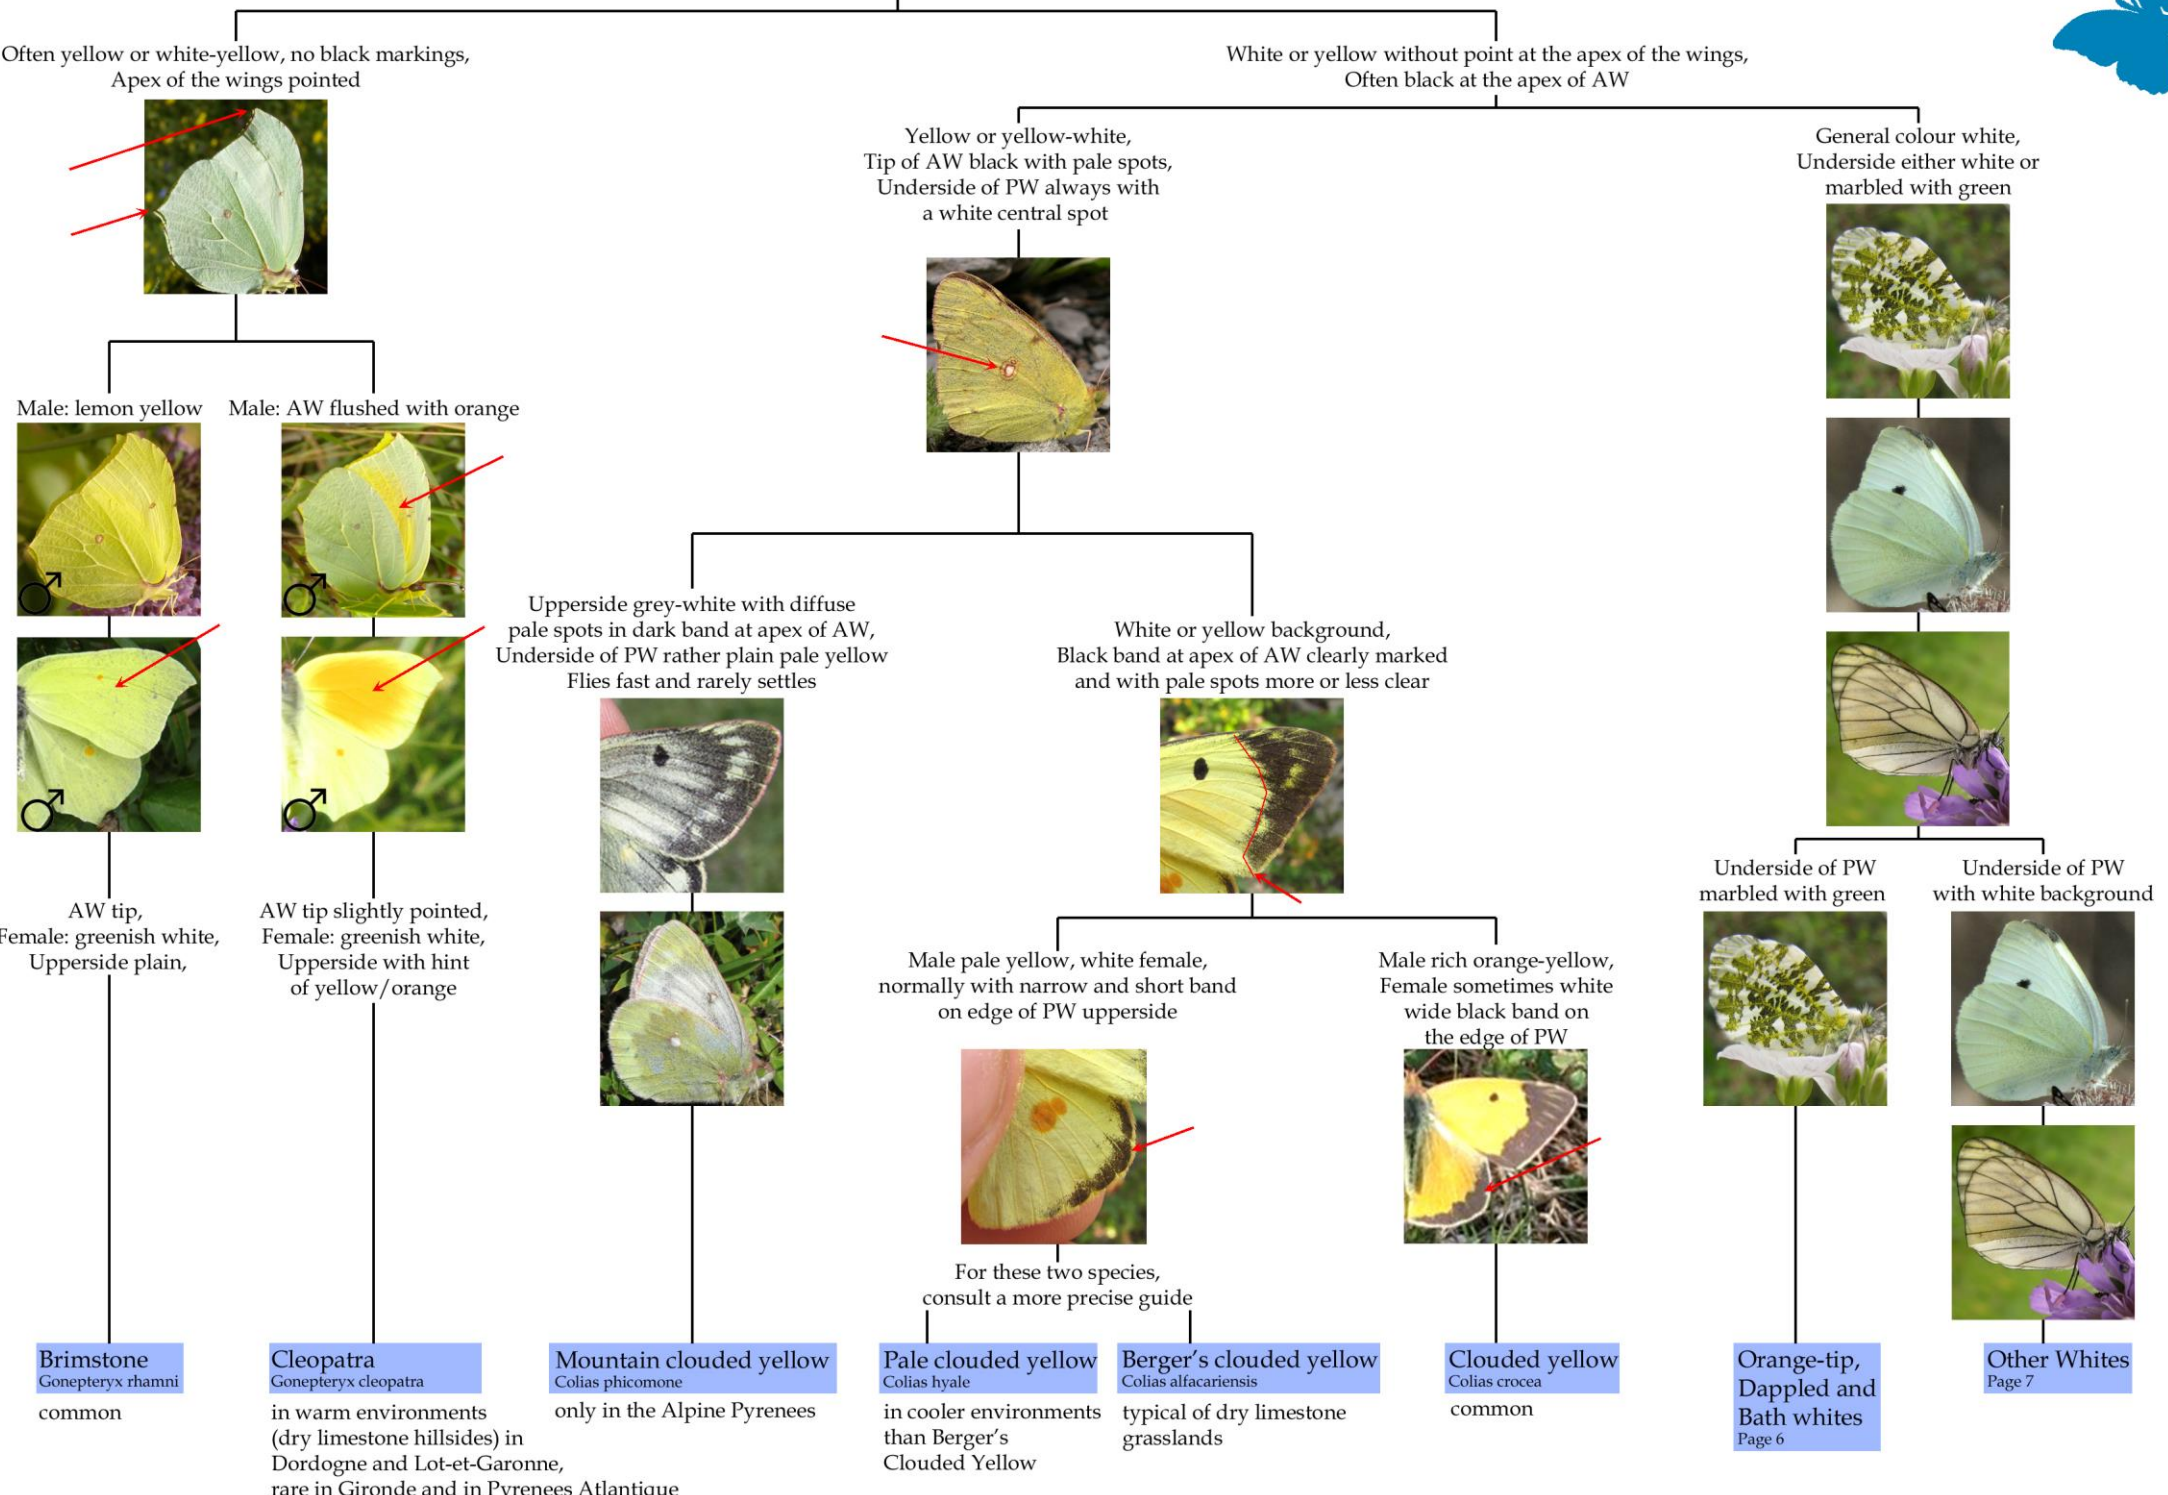 Often yellow or white-yellow, no black markings,
Apex of the wings pointed
White or yellow without point at the apex of the wings,
Often black at the apex of AW
Yellow or yellow-white,
Tip of AW black with pale spots,
Underside of PW always with
a white central spot
General colour white,
Underside either white or
marbled with green
Male: lemon yellow
Male: AW flushed with orange
Upperside grey-white with diffuse
pale spots in dark band at apex of AW,
Underside of PW rather plain pale yellow
Flies fast and rarely settles
White or yellow background,
Black band at apex of AW clearly marked
and with pale spots more or less clear
Underside of PW
marbled with green
Underside of PW
with white background
AW tip,
Female: greenish white,
Upperside plain,
AW tip slightly pointed,
Female: greenish white,
Upperside with hint
of yellow/orange
Male pale yellow, white female,
normally with narrow and short band
on edge of PW upperside
Male rich orange-yellow,
Female sometimes white
wide black band on
the edge of PW
For these two species,
consult a more precise guide
Brimstone
Gonepteryx rhamni
common
Cleopatra
Gonepteryx cleopatra
in warm environments
(dry limestone hillsides) in
Dordogne and Lot-et-Garonne,
rare in Gironde and in Pyrenees Atlantique
Mountain clouded yellow
Colias phicomone
only in the Alpine Pyrenees
Pale clouded yellow
Colias hyale
in cooler environments
than Berger's
Clouded Yellow
Berger's clouded yellow
Colias alfacariensis
typical of dry limestone
grasslands
Clouded yellow
Colias crocea
common
Orange-tip,
Dappled and
Bath whites
Page 6
Other Whites
Page 7